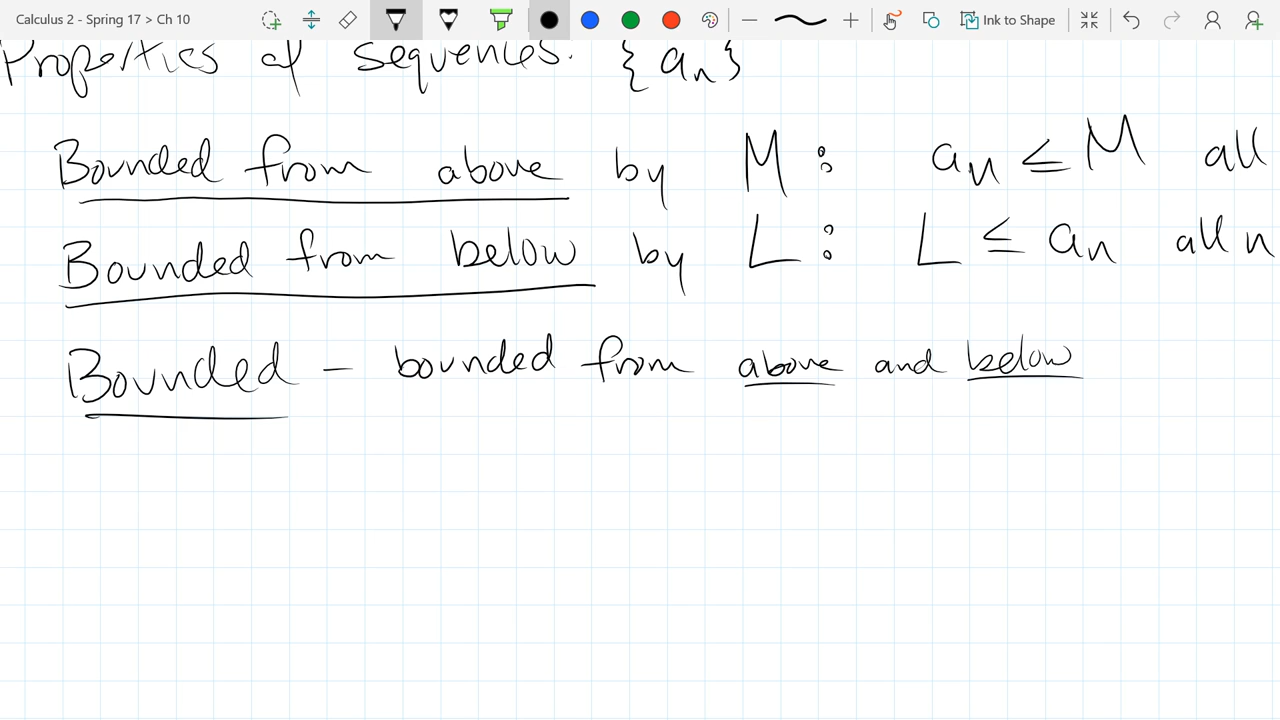 Calculus 2 - Spring 17 > Ch 10 Ink to Shape
Properties of sequences. {aₙ}
Bounded from above by M: aₙ ≤ M all
Bounded from below by L: L ≤ aₙ all n
Bounded – bounded from above and below